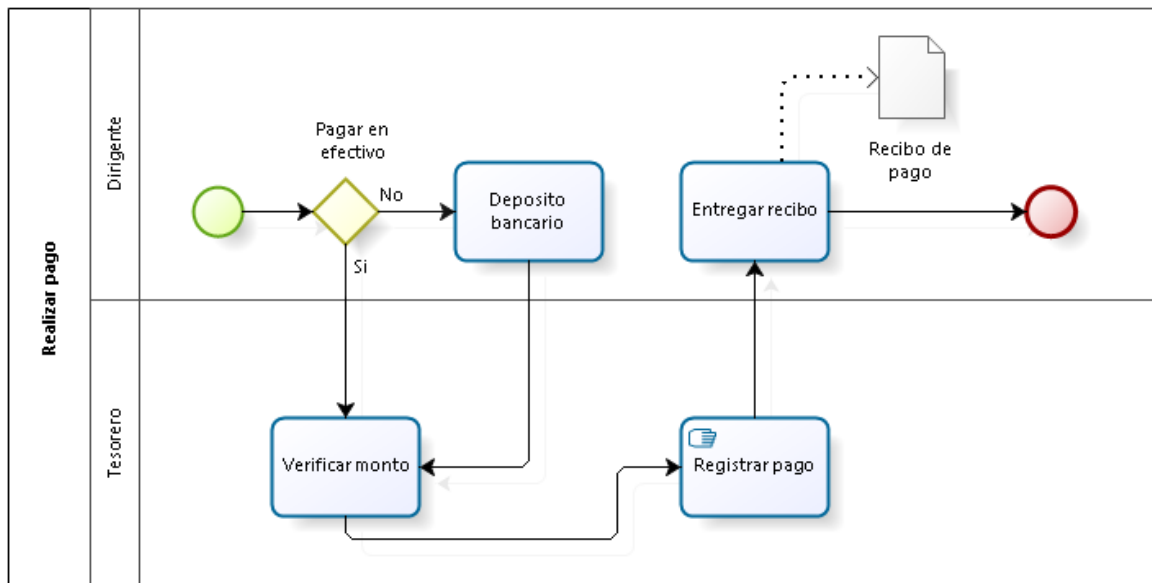 Realizar pago
Dirigente
Pagar en
efectivo
No
Si
Deposito
bancario
Entregar recibo
Recibo de
pago
Tesorero
Verificar monto
Registrar pago